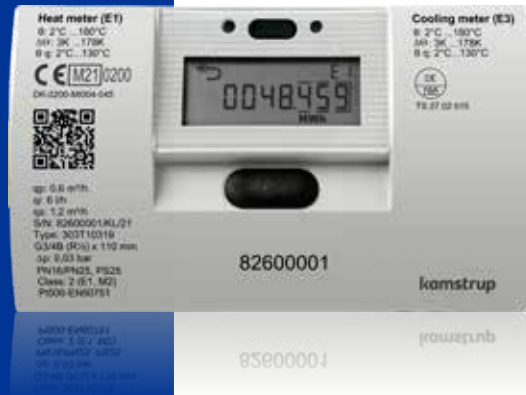 Heat meter (E1)
θ: 2°C ...180°C
Δθ: 3K ...178K
θ q: 2°C...130°C
CE M21 0200
DK-0200-MI004-045
qp: 0,6 m³/h
qi: 6 l/h
qs: 1,2 m³/h
S/N: 82600001/KL/21
Type: 303T10319
G3/4B (R½) x 110 mm
Δp: 0,03 bar
PN16/PN25, PS25
Class: 2 (E1, M2)
Pt500-EN60751
E1
0048.459
MWh
82600001
Cooling meter (E3)
θ: 2°C ...180°C
Δθ: 3K ...178K
θ q: 2°C...130°C
TS 27.02
kamstrup